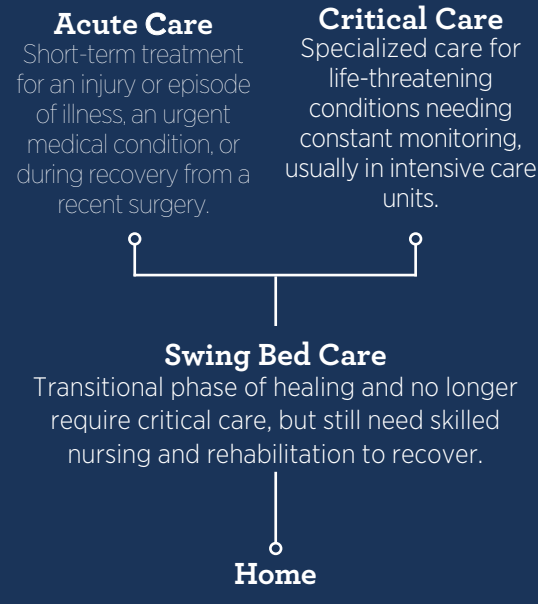 Acute Care
Short-term treatment
for an injury or episode
of illness, an urgent
medical condition, or
during recovery from a
recent surgery.
Critical Care
Specialized care for
life-threatening
conditions needing
constant monitoring,
usually in intensive care
units.
Swing Bed Care
Transitional phase of healing and no longer
require critical care, but still need skilled
nursing and rehabilitation to recover.
Home